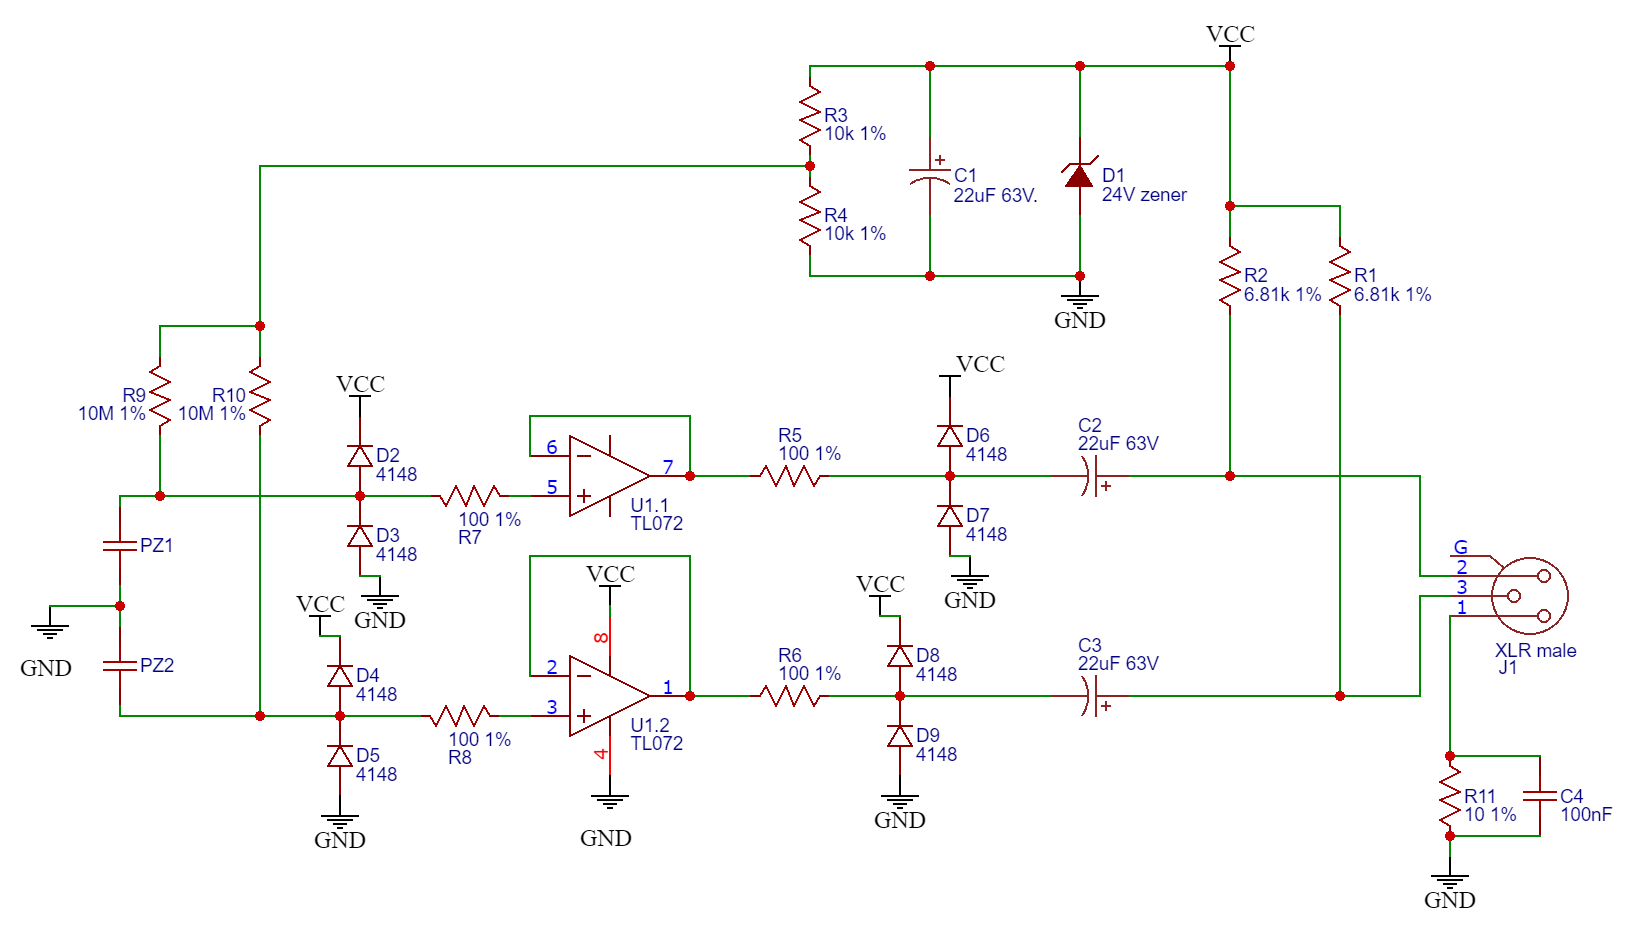 VCC
R3
10k 1%
C1
22uF 63V.
D1
24V zener
R4
10k 1%
R2
6.81k 1%
R1
6.81k 1%
GND
VCC
VCC
R9
10M 1%
R10
10M 1%
D2
4148
6
7
5
U1.1
TL072
R5
100 1%
D6
4148
C2
22uF 63V
100 1%
R7
D7
4148
D3
4148
PZ1
G
2
3
1
XLR male
J1
VCC
GND
VCC
VCC
GND
GND
PZ2
D4
4148
8
2
1
3
4
U1.2
TL072
R6
100 1%
D8
4148
C3
22uF 63V
100 1%
R8
D5
4148
D9
4148
GND
GND
GND
R11
10 1%
C4
100nF
GND